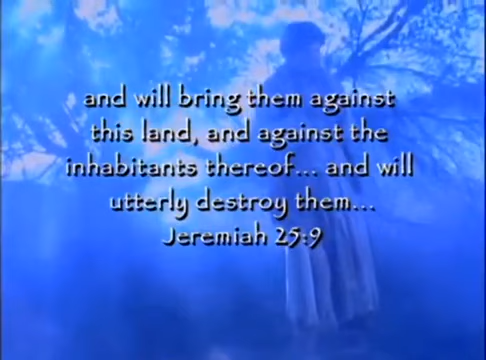 and will bring them against
this land, and against the
inhabitants thereof... and will
utterly destroy them...
Jeremiah 25:9